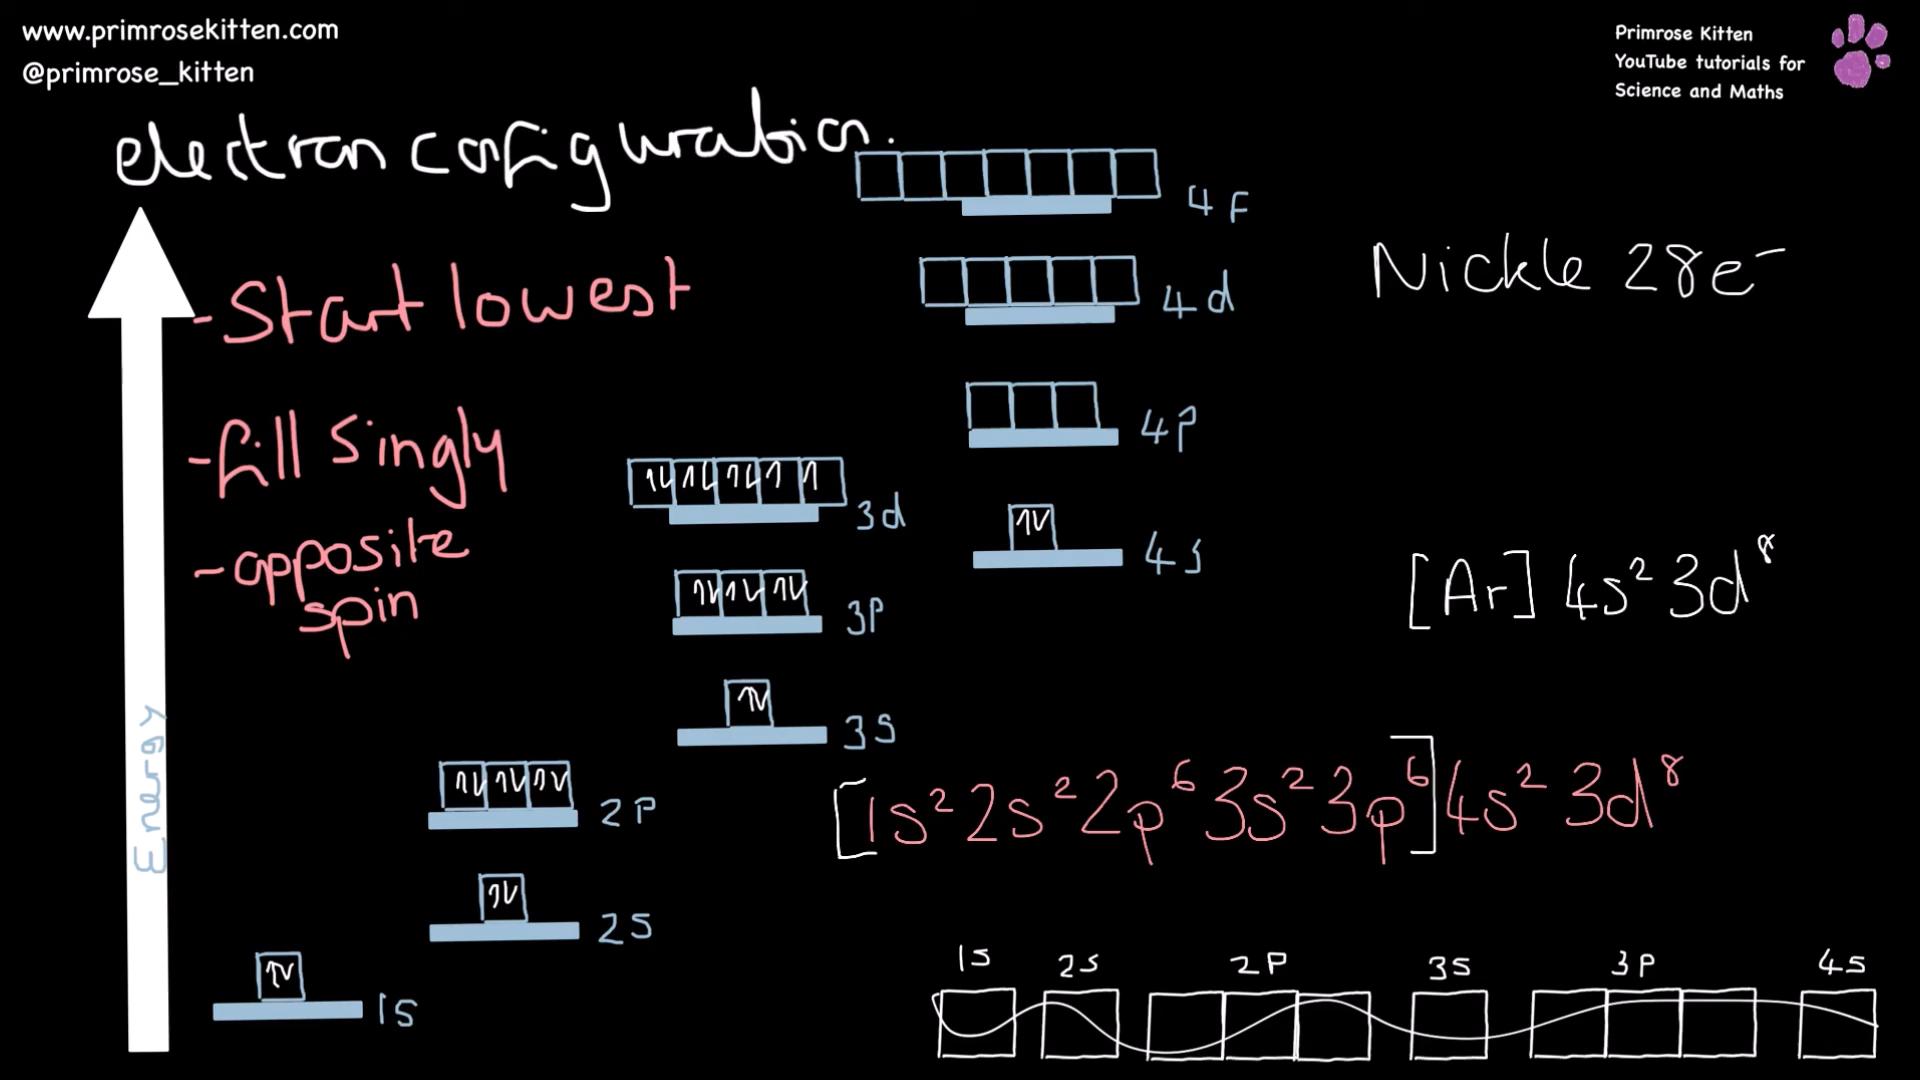 www.primrosekitten.com
@primrose_kitten
Primrose Kitten
YouTube tutorials for
Science and Maths
electron configuration.
- Start lowest
- fill singly
- opposite
spin
Energy
4F
4d
4p
4s
3d
3p
3s
2p
2s
1s
Nickle 28e⁻
[Ar] 4s² 3d⁸
[1s² 2s² 2p⁶ 3s² 3p⁶] 4s² 3d⁸
1s 2s 2p 3s 3p 4s